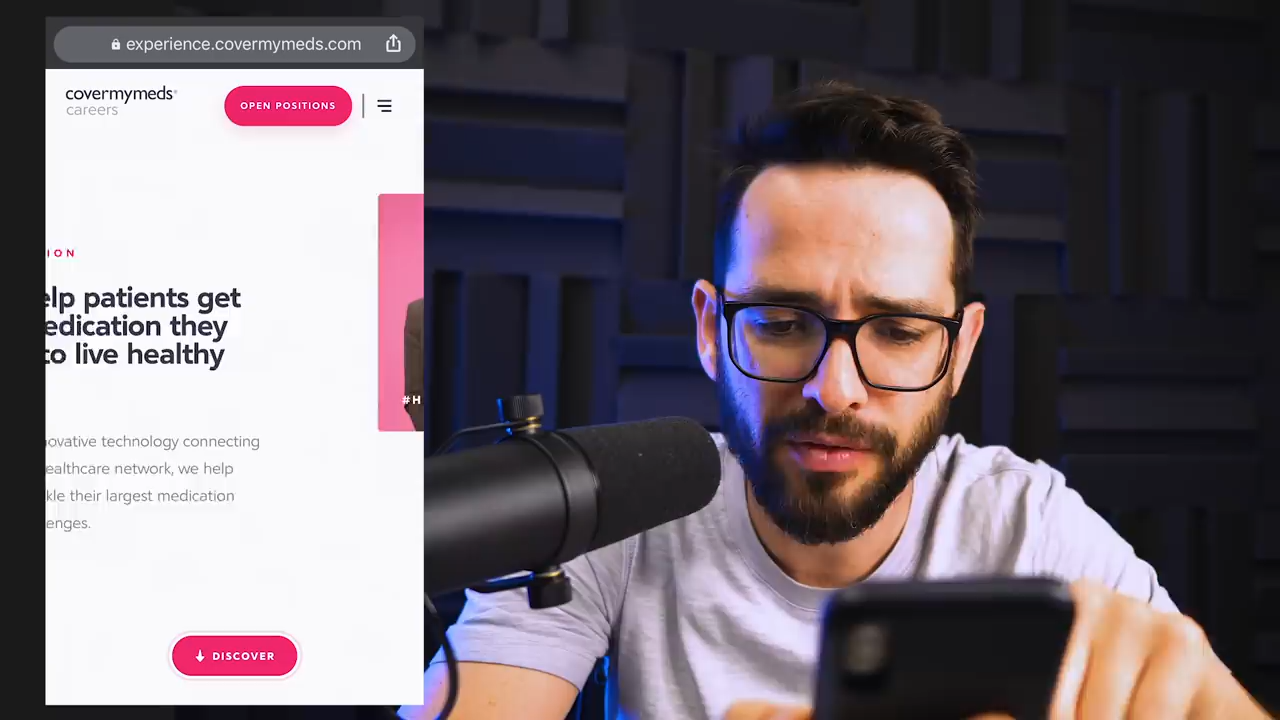 experience.covermymeds.com
covermymeds®
careers
OPEN POSITIONS
ION
elp patients get
edication they
to live healthy
#H
ovative technology connecting
ealthcare network, we help
kle their largest medication
enges.
DISCOVER